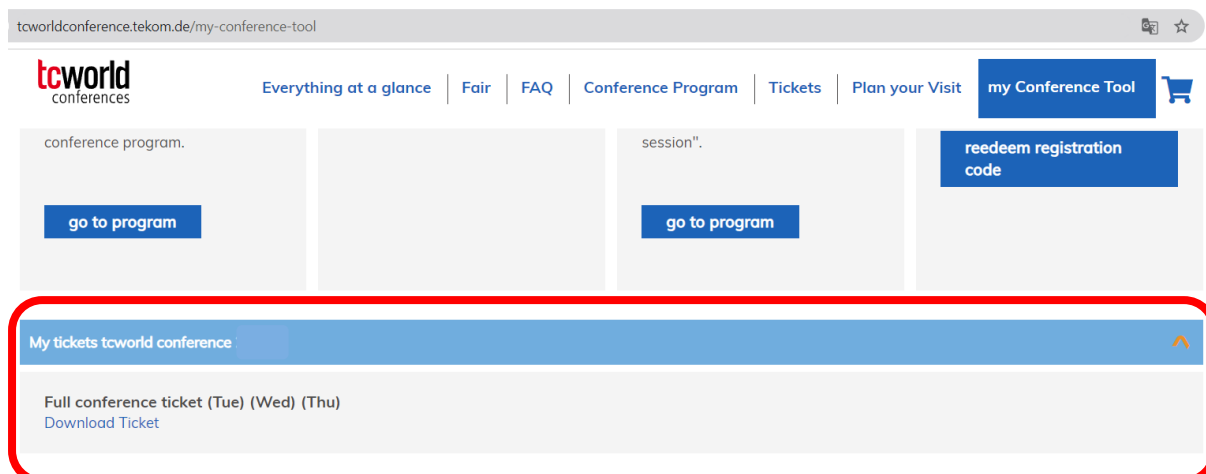 tcworldconference.tekom.de/my-conference-tool
tcworld
conferences
Everything at a glance
Fair
FAQ
Conference Program
Tickets
Plan your Visit
my Conference Tool
conference program.
go to program
session".
go to program
reedeem registration
code
My tickets tcworld conference
Full conference ticket (Tue) (Wed) (Thu)
Download Ticket